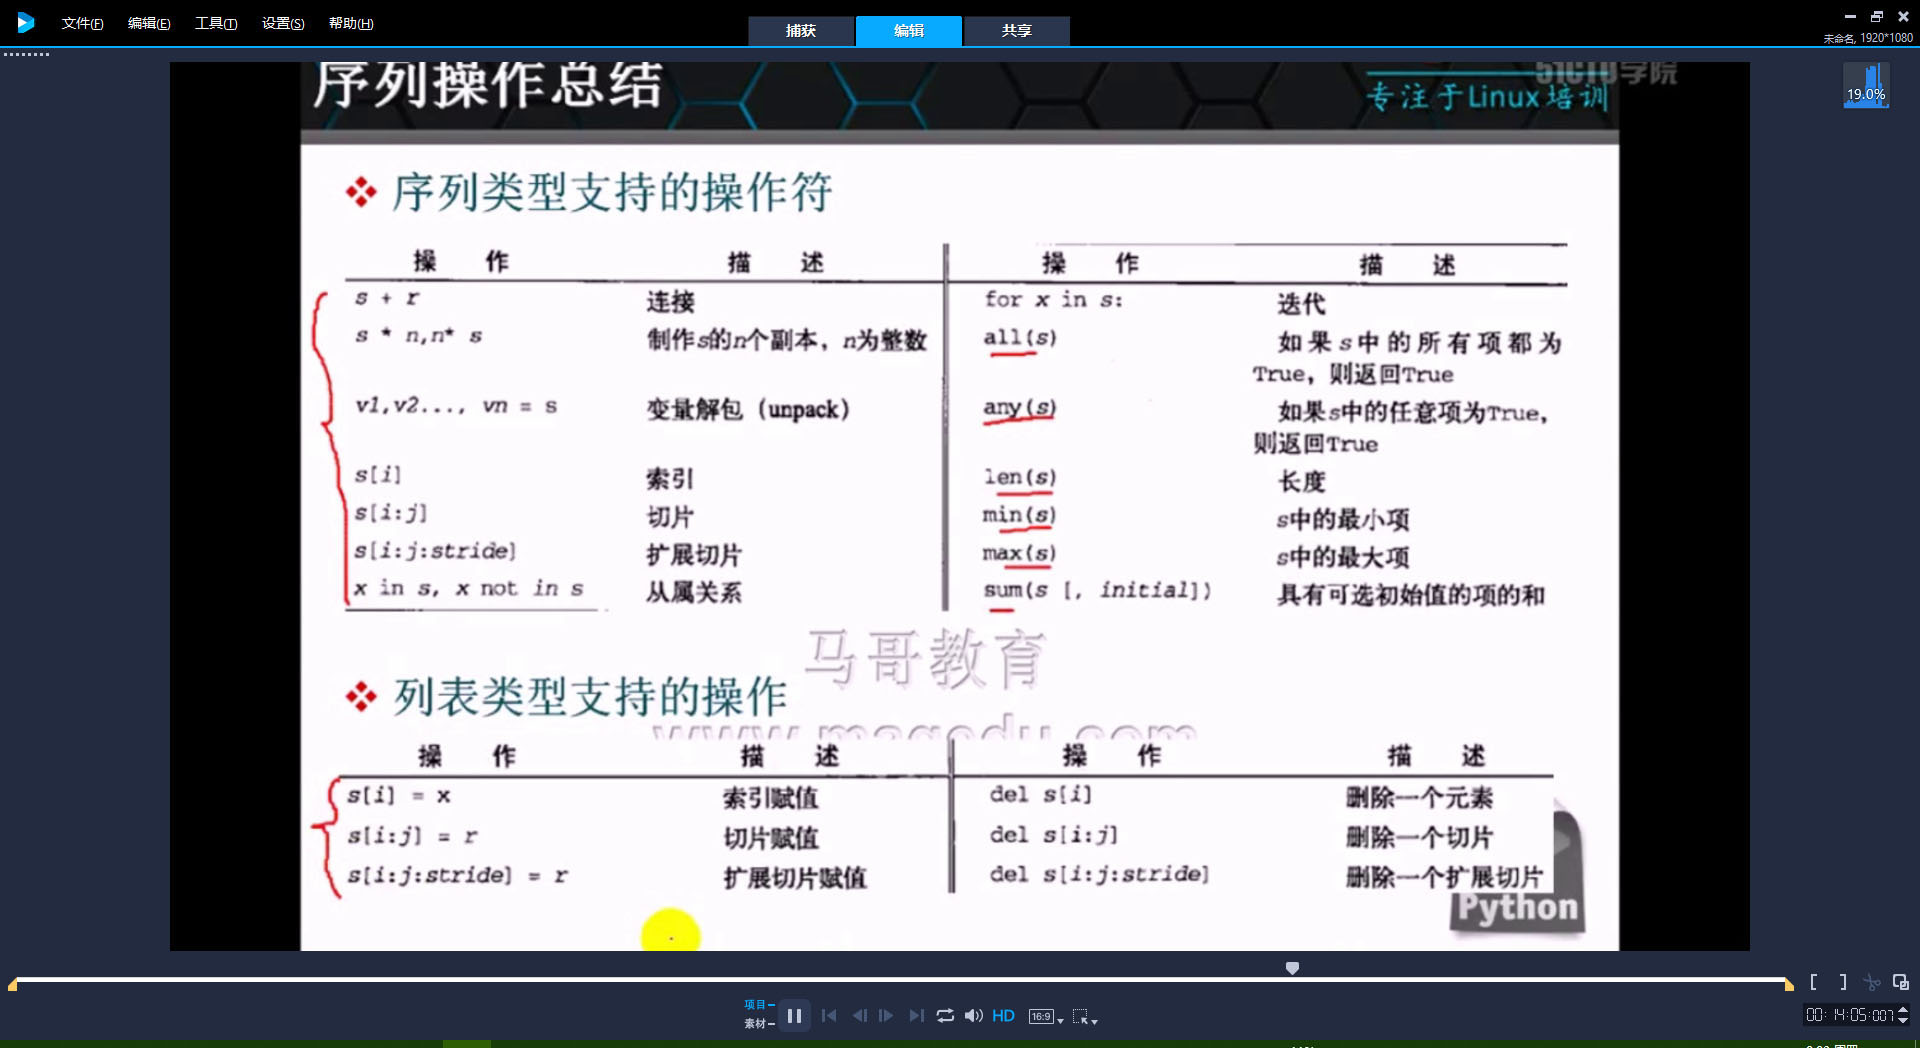 文件(F) 编辑(E) 工具(T) 设置(S) 帮助(H)
捕获 编辑 共享
未命名, 1920*1080
序列操作总结
51CTO学院
专注于Linux培训
19.0%
序列类型支持的操作符
操 作 描 述 操 作 描 述
s + r 连接 for x in s: 迭代
s * n,n* s 制作s的n个副本，n为整数 all(s) 如果s中的所有项都为
True，则返回True
v1,v2..., vn = s 变量解包（unpack） any(s) 如果s中的任意项为True，
则返回True
s[i] 索引 len(s) 长度
s[i:j] 切片 min(s) s中的最小项
s[i:j:stride] 扩展切片 max(s) s中的最大项
x in s, x not in s 从属关系 sum(s [, initial]) 具有可选初始值的项的和
马哥教育
列表类型支持的操作
www.magedu.com
操 作 描 述 操 作 描 述
s[i] = x 索引赋值 del s[i] 删除一个元素
s[i:j] = r 切片赋值 del s[i:j] 删除一个切片
s[i:j:stride] = r 扩展切片赋值 del s[i:j:stride] 删除一个扩展切片
Python
项目
素材
HD
16:9
00:14:05:007